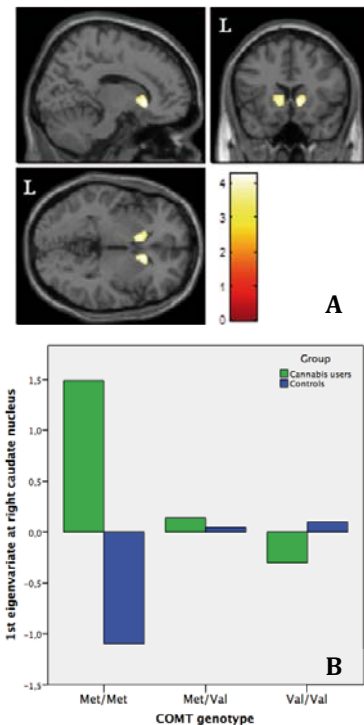 L
L
4
3
2
1
0
A
Group
Cannabis users
Controls
1st eigenvariate at right caudate nucleus
1,5
1,0
0,5
0,0
-0,5
-1,0
-1,5
B
Met/Met
Met/Val
Val/Val
COMT genotype